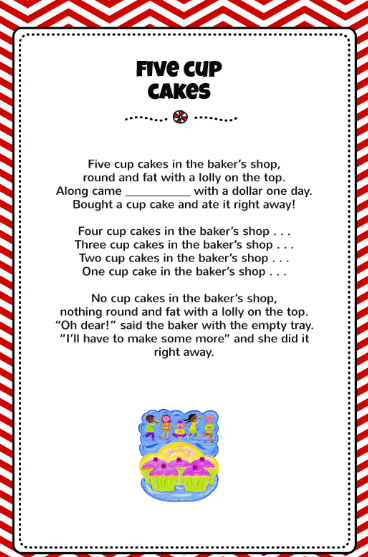 Five Cup
Cakes
Five cup cakes in the baker's shop,
round and fat with a lolly on the top.
Along came __________ with a dollar one day.
Bought a cup cake and ate it right away!
Four cup cakes in the baker's shop . . .
Three cup cakes in the baker's shop . . .
Two cup cakes in the baker's shop . . .
One cup cake in the baker's shop . . .
No cup cakes in the baker's shop,
nothing round and fat with a lolly on the top.
“Oh dear!” said the baker with the empty tray.
“I'll have to make some more” and she did it
right away.